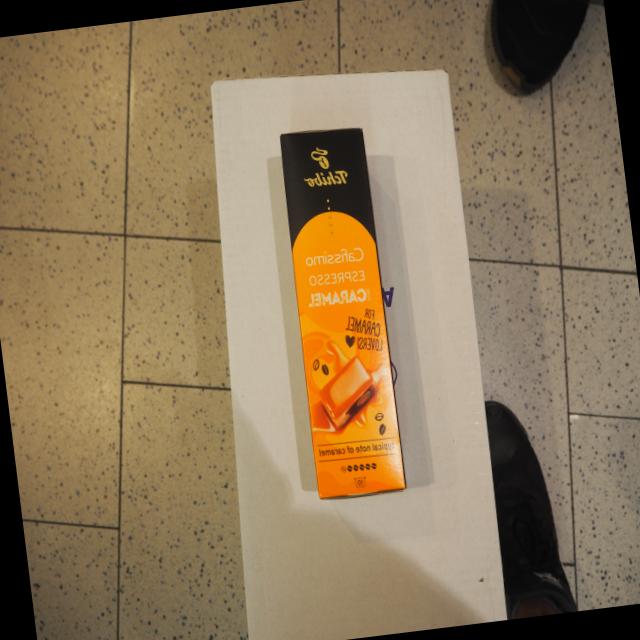 Tchibo
Cafissimo
ESPRESSO
CARAMEL
FOR
CARAMEL
LOVERS!
typical note of caramel